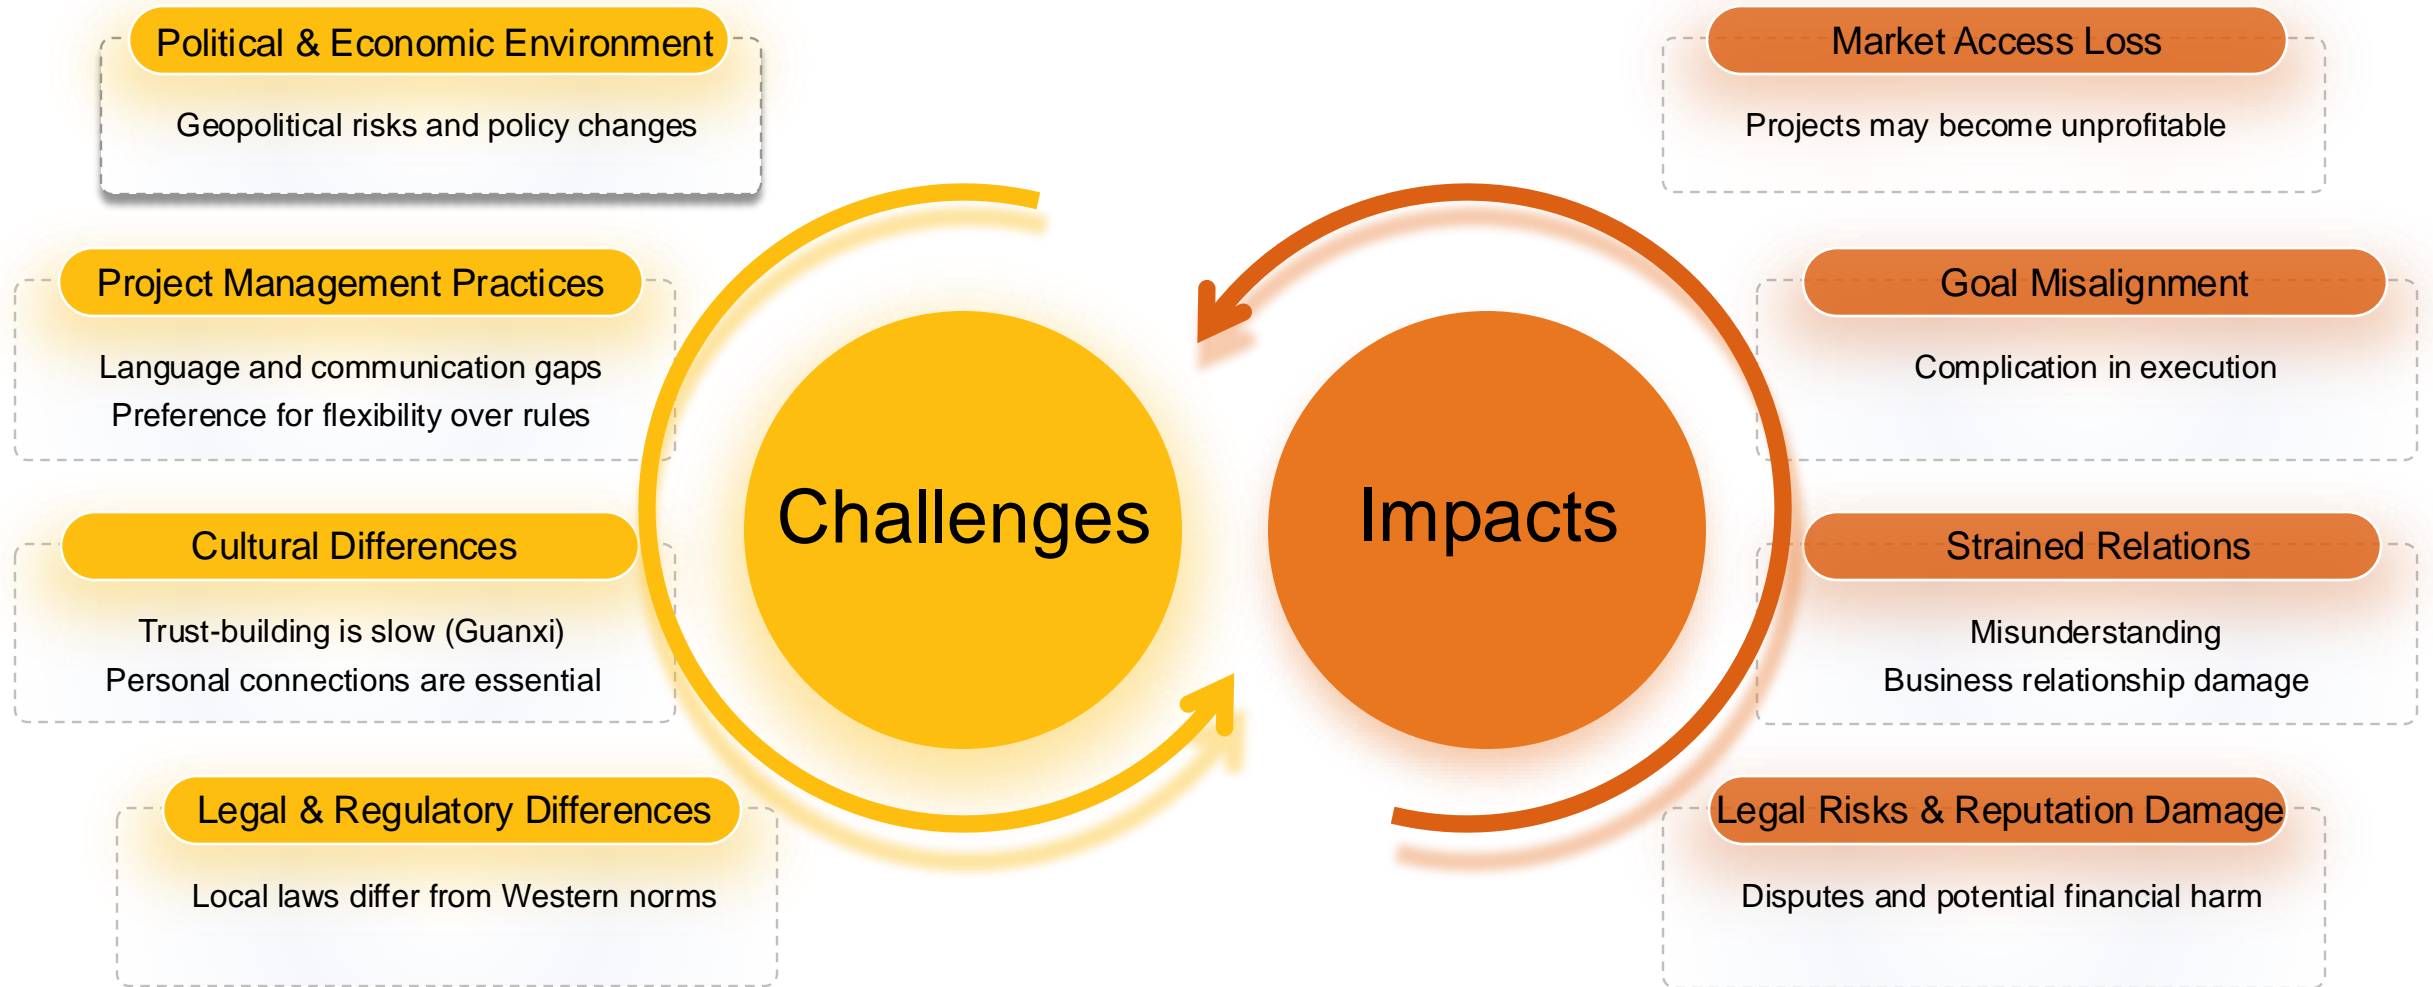 Political & Economic Environment
Geopolitical risks and policy changes
Project Management Practices
Language and communication gaps
Preference for flexibility over rules
Cultural Differences
Trust-building is slow (Guanxi)
Personal connections are essential
Legal & Regulatory Differences
Local laws differ from Western norms
Challenges
Impacts
Market Access Loss
Projects may become unprofitable
Goal Misalignment
Complication in execution
Strained Relations
Misunderstanding
Business relationship damage
Legal Risks & Reputation Damage
Disputes and potential financial harm